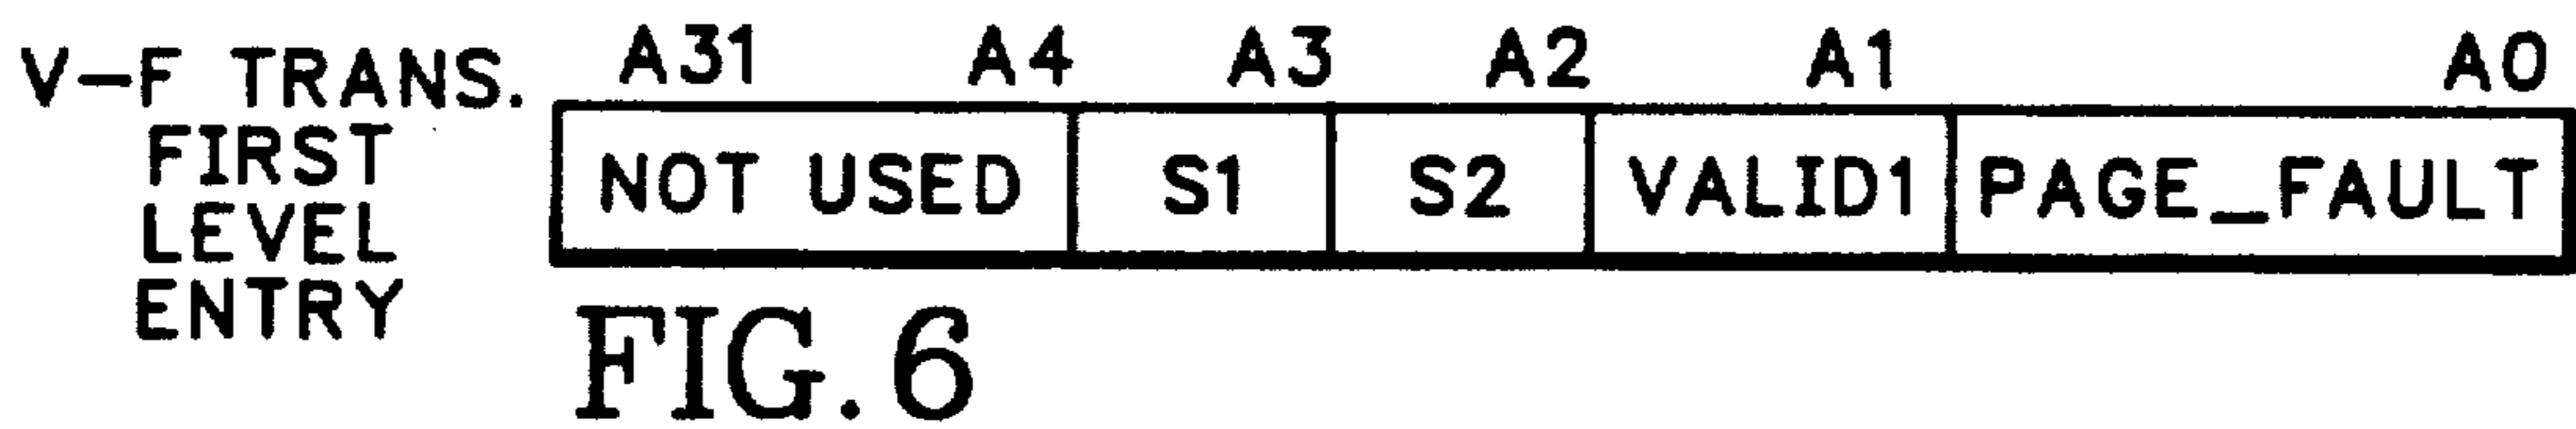 V-F TRANS.
FIRST
LEVEL
ENTRY
A31 A4 A3 A2 A1 A0
NOT USED S1 S2 VALID1 PAGE_FAULT
FIG. 6